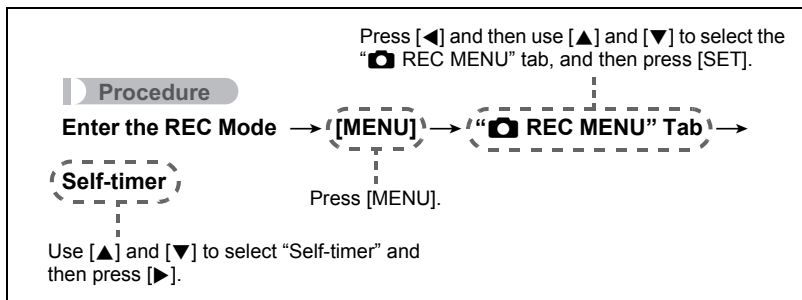 Press [◀] and then use [▲] and [▼] to select the
“📷 REC MENU” tab, and then press [SET].
Procedure
Enter the REC Mode → [MENU] → “📷 REC MENU” Tab →
Self-timer
Press [MENU].
Use [▲] and [▼] to select “Self-timer” and
then press [▶].